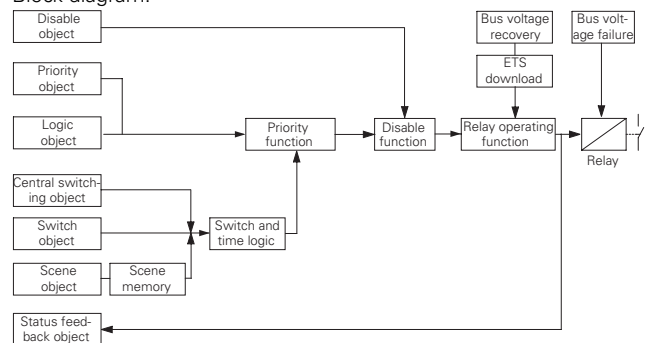 Block diagram:
Disable
object
Bus voltage
recovery
Bus volt-
age failure
ETS
download
Priority
object
Logic
object
Priority
function
Disable
function
Relay operating
function
Relay
Central switch-
ing object
Switch
object
Switch and
time logic
Scene
object
Scene
memory
Status feed-
back object